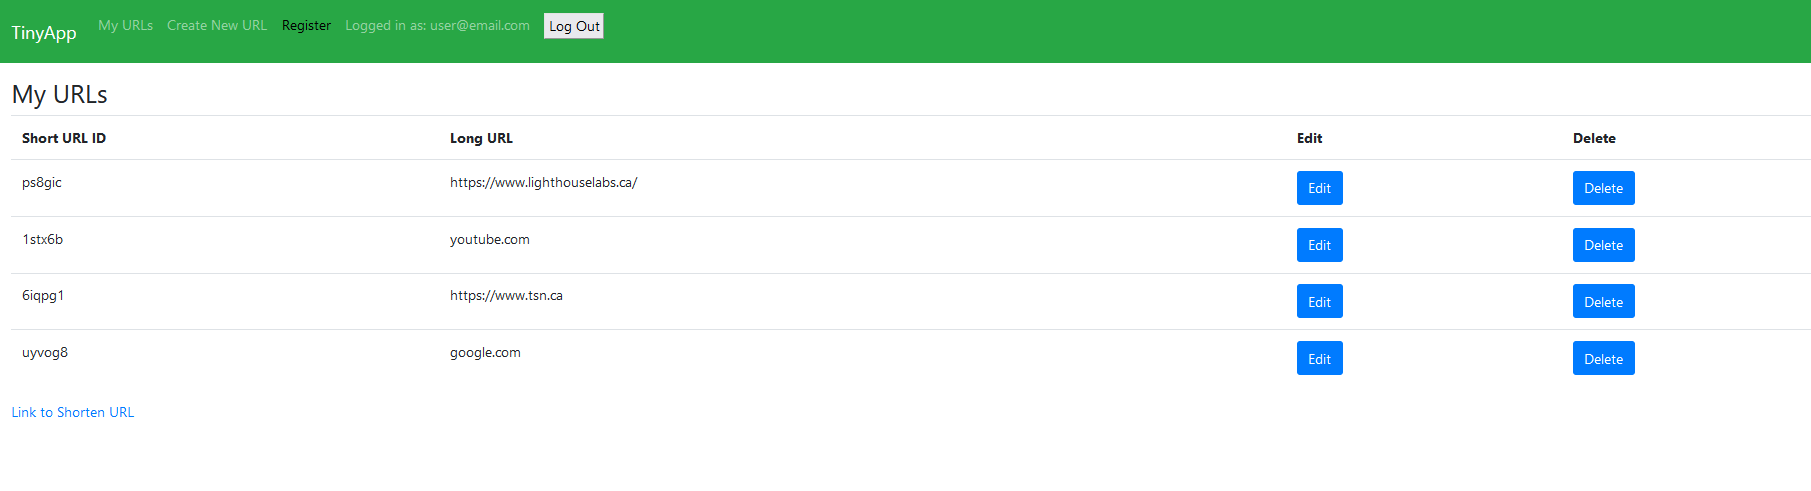 TinyApp My URLs Create New URL Register Logged in as: user@email.com Log Out
My URLs
Short URL ID Long URL Edit Delete
ps8gic https://www.lighthouselabs.ca/ Edit Delete
1stx6b youtube.com Edit Delete
6iqpg1 https://www.tsn.ca Edit Delete
uyvog8 google.com Edit Delete
Link to Shorten URL